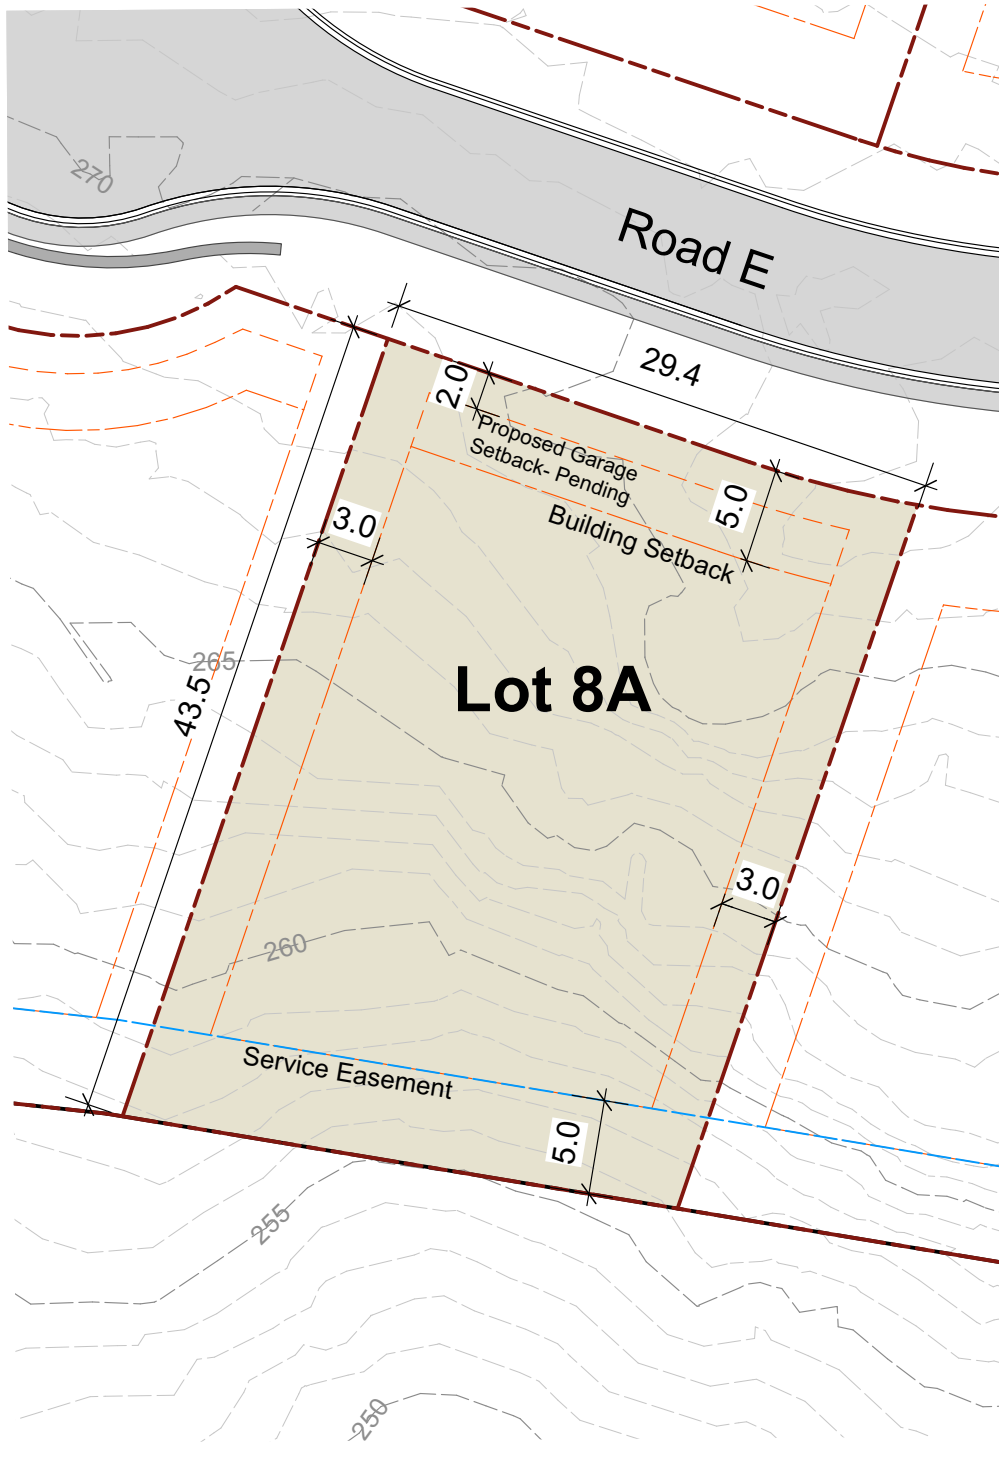 270
Road E
29.4
2.0
Proposed Garage
Setback- Pending
5.0
3.0
Building Setback
265
Lot 8A
43.5
3.0
260
Service Easement
5.0
255
250